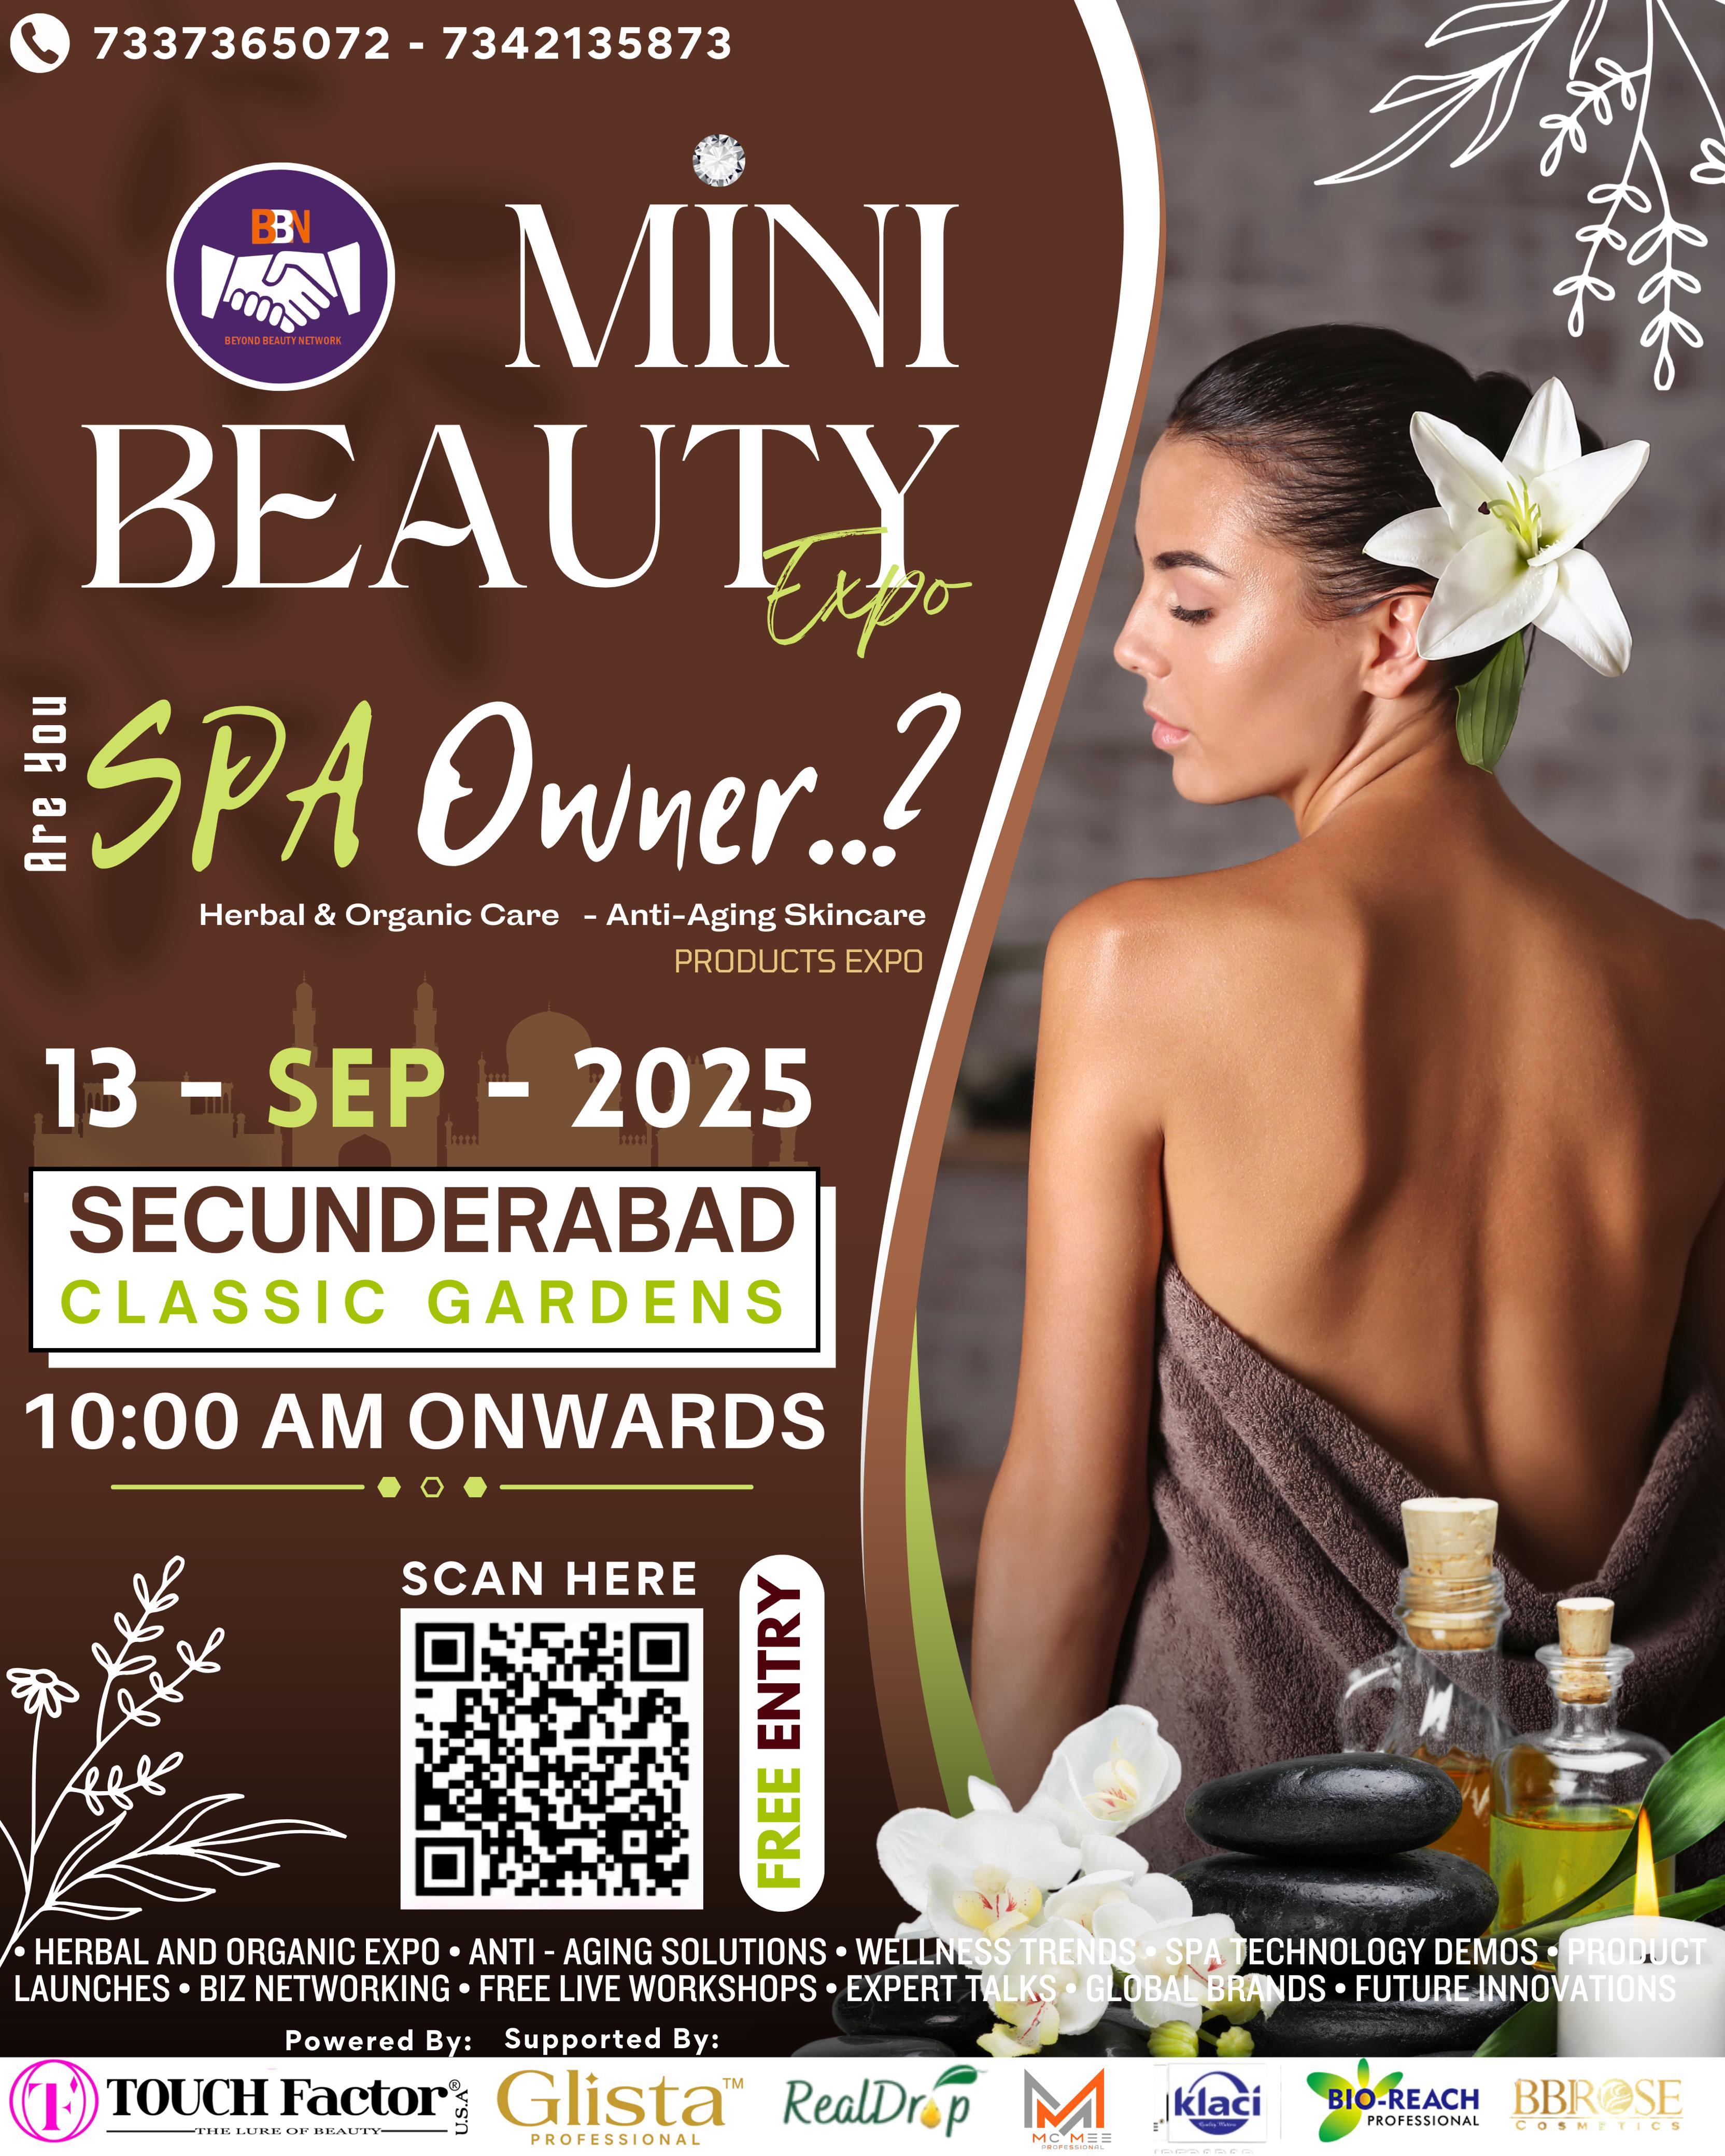 7337365072 - 7342135873
BBN
BEYOND BEAUTY NETWORK
MINI
BEAUTY
Expo
Are You
SPA Owner..?
Herbal & Organic Care - Anti-Aging Skincare
PRODUCTS EXPO
13 - SEP - 2025
SECUNDERABAD
CLASSIC GARDENS
10:00 AM ONWARDS
SCAN HERE
FREE ENTRY
• HERBAL AND ORGANIC EXPO • ANTI - AGING SOLUTIONS • WELLNESS TRENDS • SPA TECHNOLOGY DEMOS • PRODUCT
LAUNCHES • BIZ NETWORKING • FREE LIVE WORKSHOPS • EXPERT TALKS • GLOBAL BRANDS • FUTURE INNOVATIONS
Powered By: Supported By:
TF TOUCH Factor® U.S.A
THE LURE OF BEAUTY
Glista™
PROFESSIONAL
RealDrop
MC MEE
PROFESSIONAL
klaci
BIO-REACH
PROFESSIONAL
BBROSE
COSMETICS